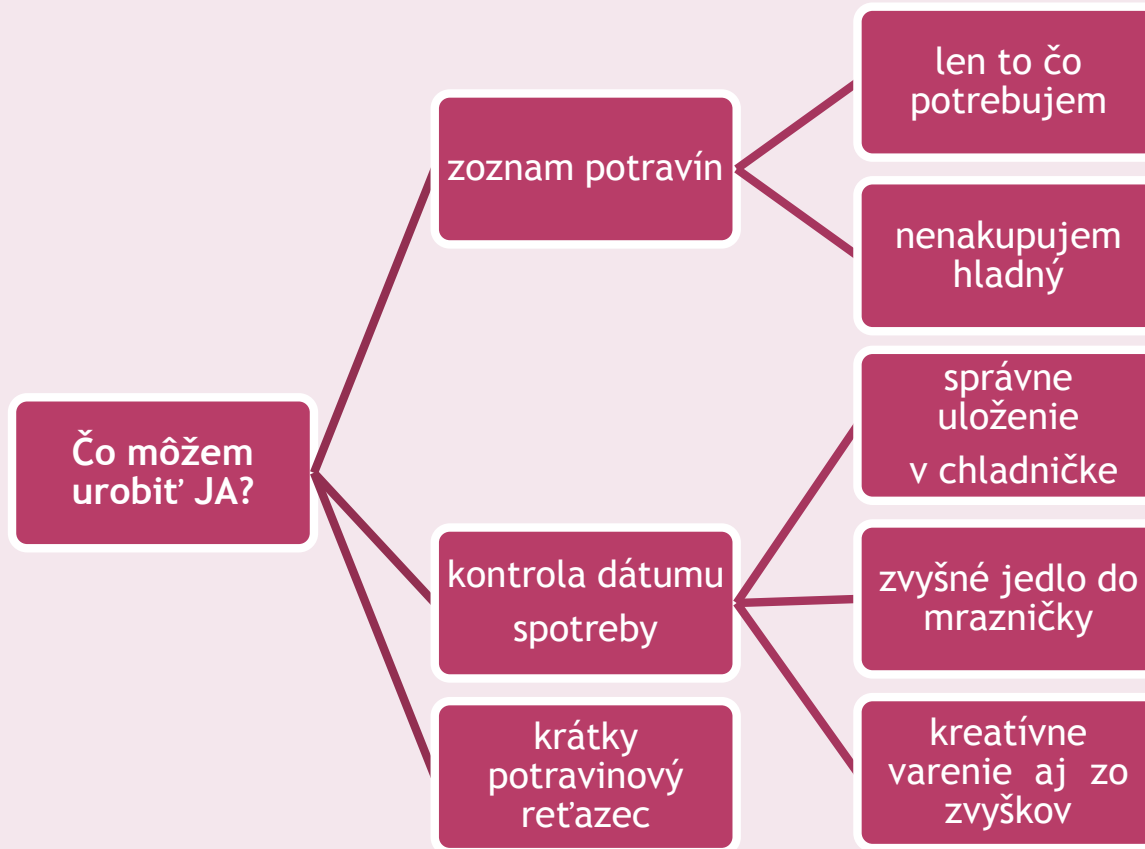 Čo môžem
urobiť JA?
zoznam potravín
len to čo
potrebujem
nenakupujem
hladný
kontrola dátumu
spotreby
správne
uloženie
v chladničke
zvyšné jedlo do
mrazničky
kreatívne
varenie aj zo
zvyškov
krátky
potravinový
reťazec